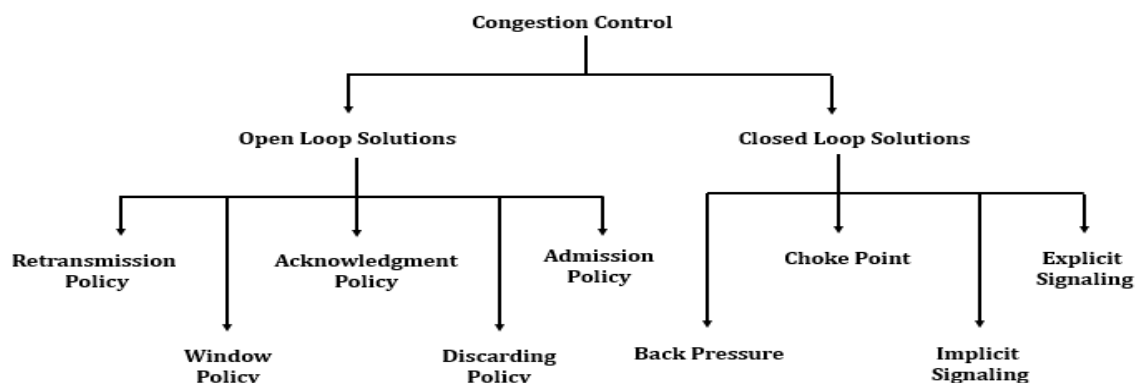 Congestion Control
Open Loop Solutions
Closed Loop Solutions
Retransmission
Policy
Acknowledgment
Policy
Admission
Policy
Choke Point
Explicit
Signaling
Window
Policy
Discarding
Policy
Back Pressure
Implicit
Signaling